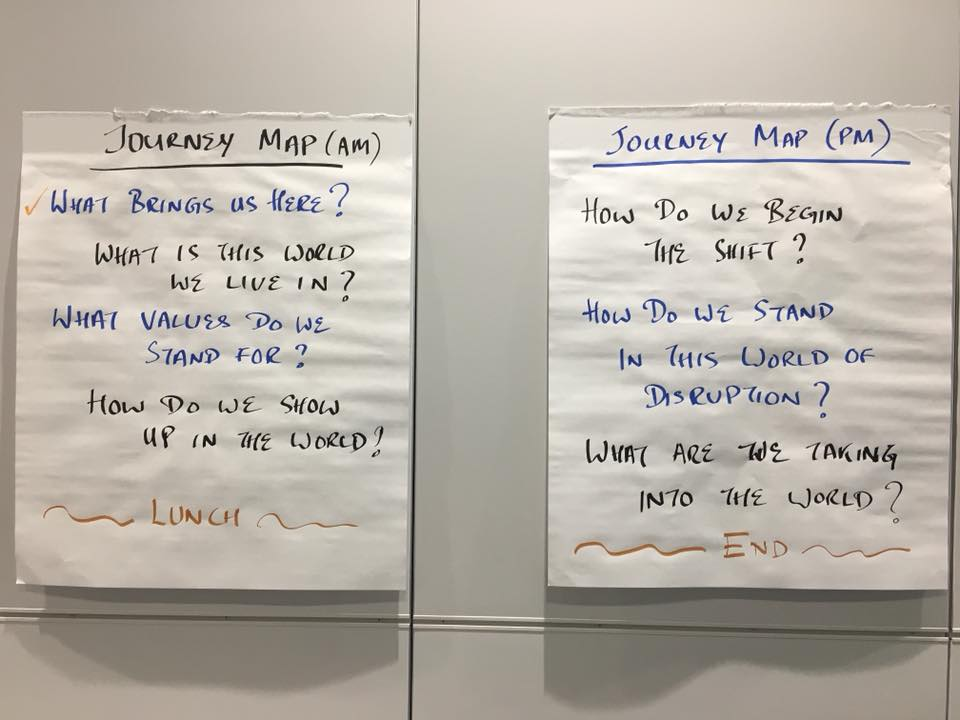 JOURNEY MAP (AM)
✓ WHAT BRINGS US HERE?
WHAT IS THIS WORLD
WE LIVE IN?
WHAT VALUES DO WE
STAND FOR?
HOW DO WE SHOW
UP IN THE WORLD?
LUNCH
JOURNEY MAP (PM)
HOW DO WE BEGIN
THE SHIFT?
HOW DO WE STAND
IN THIS WORLD OF
DISRUPTION?
WHAT ARE WE TAKING
INTO THE WORLD?
END